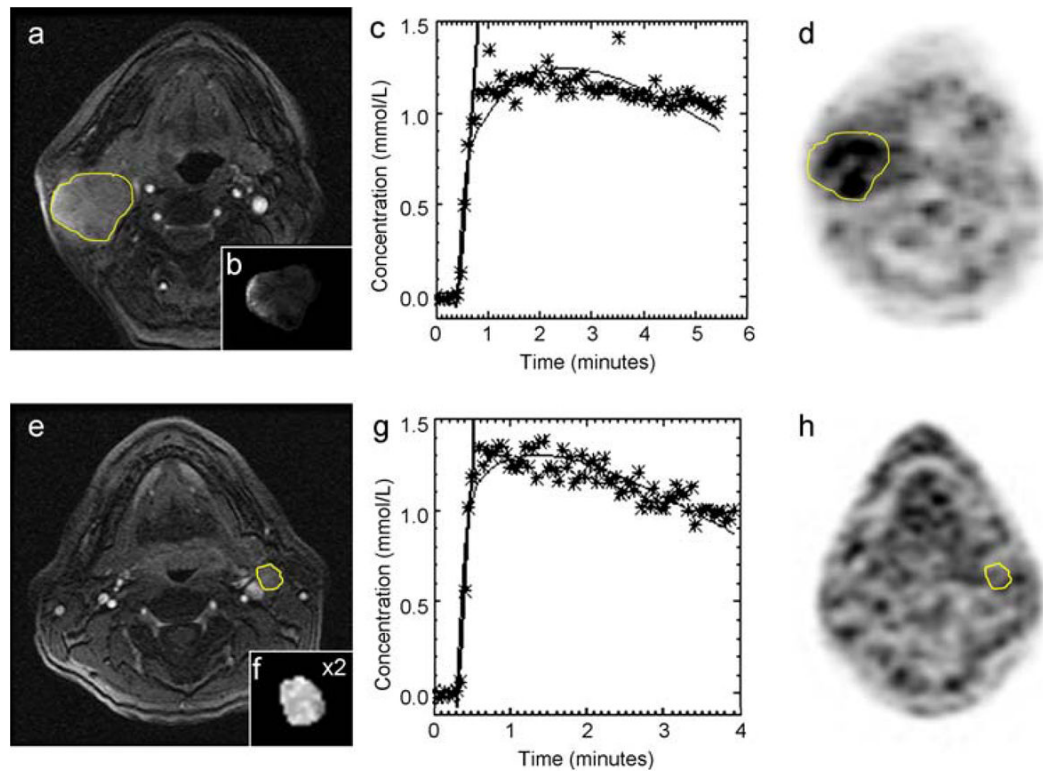 a
b
c
Concentration (mmol/L)
1.5
1.0
0.5
0.0
0 1 2 3 4 5 6
Time (minutes)
d
e
f
x2
g
Concentration (mmol/L)
1.5
1.0
0.5
0.0
0 1 2 3 4
Time (minutes)
h